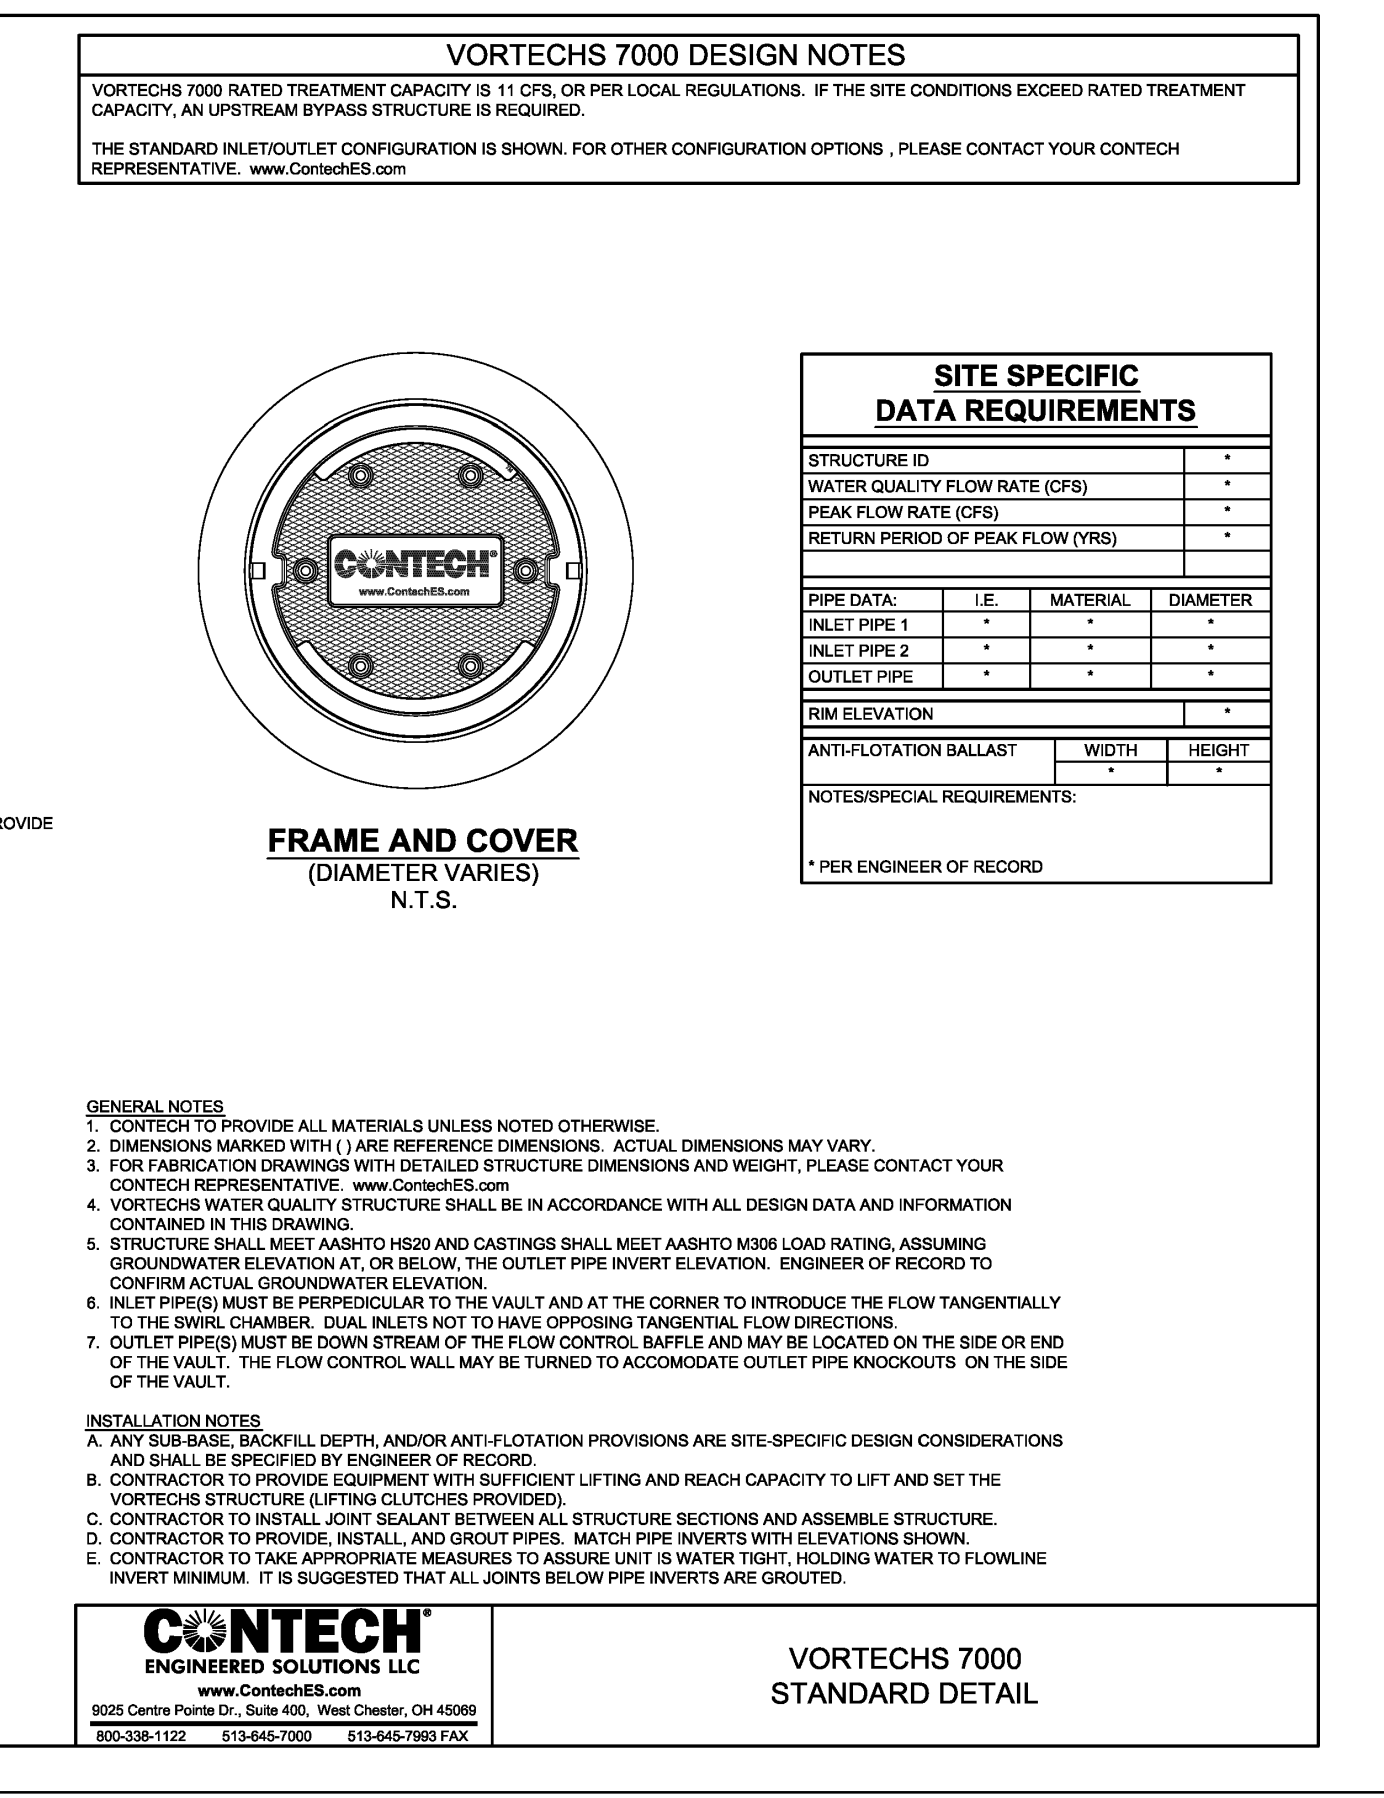 VORTECHS 7000 DESIGN NOTES
VORTECHS 7000 RATED TREATMENT CAPACITY IS 11 CFS, OR PER LOCAL REGULATIONS. IF THE SITE CONDITIONS EXCEED RATED TREATMENT
CAPACITY, AN UPSTREAM BYPASS STRUCTURE IS REQUIRED.
THE STANDARD INLET/OUTLET CONFIGURATION IS SHOWN. FOR OTHER CONFIGURATION OPTIONS , PLEASE CONTACT YOUR CONTECH
REPRESENTATIVE. www.ContechES.com
TM
CONTECH®
www.ContechES.com
ROVIDE
FRAME AND COVER
(DIAMETER VARIES)
N.T.S.
SITE SPECIFIC
DATA REQUIREMENTS
STRUCTURE ID *
WATER QUALITY FLOW RATE (CFS) *
PEAK FLOW RATE (CFS) *
RETURN PERIOD OF PEAK FLOW (YRS) *
PIPE DATA: I.E. MATERIAL DIAMETER
INLET PIPE 1 * * *
INLET PIPE 2 * * *
OUTLET PIPE * * *
RIM ELEVATION *
ANTI-FLOTATION BALLAST WIDTH HEIGHT
* *
NOTES/SPECIAL REQUIREMENTS:
* PER ENGINEER OF RECORD
GENERAL NOTES
1. CONTECH TO PROVIDE ALL MATERIALS UNLESS NOTED OTHERWISE.
2. DIMENSIONS MARKED WITH ( ) ARE REFERENCE DIMENSIONS. ACTUAL DIMENSIONS MAY VARY.
3. FOR FABRICATION DRAWINGS WITH DETAILED STRUCTURE DIMENSIONS AND WEIGHT, PLEASE CONTACT YOUR
CONTECH REPRESENTATIVE. www.ContechES.com
4. VORTECHS WATER QUALITY STRUCTURE SHALL BE IN ACCORDANCE WITH ALL DESIGN DATA AND INFORMATION
CONTAINED IN THIS DRAWING.
5. STRUCTURE SHALL MEET AASHTO HS20 AND CASTINGS SHALL MEET AASHTO M306 LOAD RATING, ASSUMING
GROUNDWATER ELEVATION AT, OR BELOW, THE OUTLET PIPE INVERT ELEVATION. ENGINEER OF RECORD TO
CONFIRM ACTUAL GROUNDWATER ELEVATION.
6. INLET PIPE(S) MUST BE PERPEDICULAR TO THE VAULT AND AT THE CORNER TO INTRODUCE THE FLOW TANGENTIALLY
TO THE SWIRL CHAMBER. DUAL INLETS NOT TO HAVE OPPOSING TANGENTIAL FLOW DIRECTIONS.
7. OUTLET PIPE(S) MUST BE DOWN STREAM OF THE FLOW CONTROL BAFFLE AND MAY BE LOCATED ON THE SIDE OR END
OF THE VAULT. THE FLOW CONTROL WALL MAY BE TURNED TO ACCOMODATE OUTLET PIPE KNOCKOUTS ON THE SIDE
OF THE VAULT.
INSTALLATION NOTES
A. ANY SUB-BASE, BACKFILL DEPTH, AND/OR ANTI-FLOTATION PROVISIONS ARE SITE-SPECIFIC DESIGN CONSIDERATIONS
AND SHALL BE SPECIFIED BY ENGINEER OF RECORD.
B. CONTRACTOR TO PROVIDE EQUIPMENT WITH SUFFICIENT LIFTING AND REACH CAPACITY TO LIFT AND SET THE
VORTECHS STRUCTURE (LIFTING CLUTCHES PROVIDED).
C. CONTRACTOR TO INSTALL JOINT SEALANT BETWEEN ALL STRUCTURE SECTIONS AND ASSEMBLE STRUCTURE.
D. CONTRACTOR TO PROVIDE, INSTALL, AND GROUT PIPES. MATCH PIPE INVERTS WITH ELEVATIONS SHOWN.
E. CONTRACTOR TO TAKE APPROPRIATE MEASURES TO ASSURE UNIT IS WATER TIGHT, HOLDING WATER TO FLOWLINE
INVERT MINIMUM. IT IS SUGGESTED THAT ALL JOINTS BELOW PIPE INVERTS ARE GROUTED.
CONTECH®
ENGINEERED SOLUTIONS LLC
www.ContechES.com
9025 Centre Pointe Dr., Suite 400, West Chester, OH 45069
800-338-1122 513-645-7000 513-645-7993 FAX
VORTECHS 7000
STANDARD DETAIL